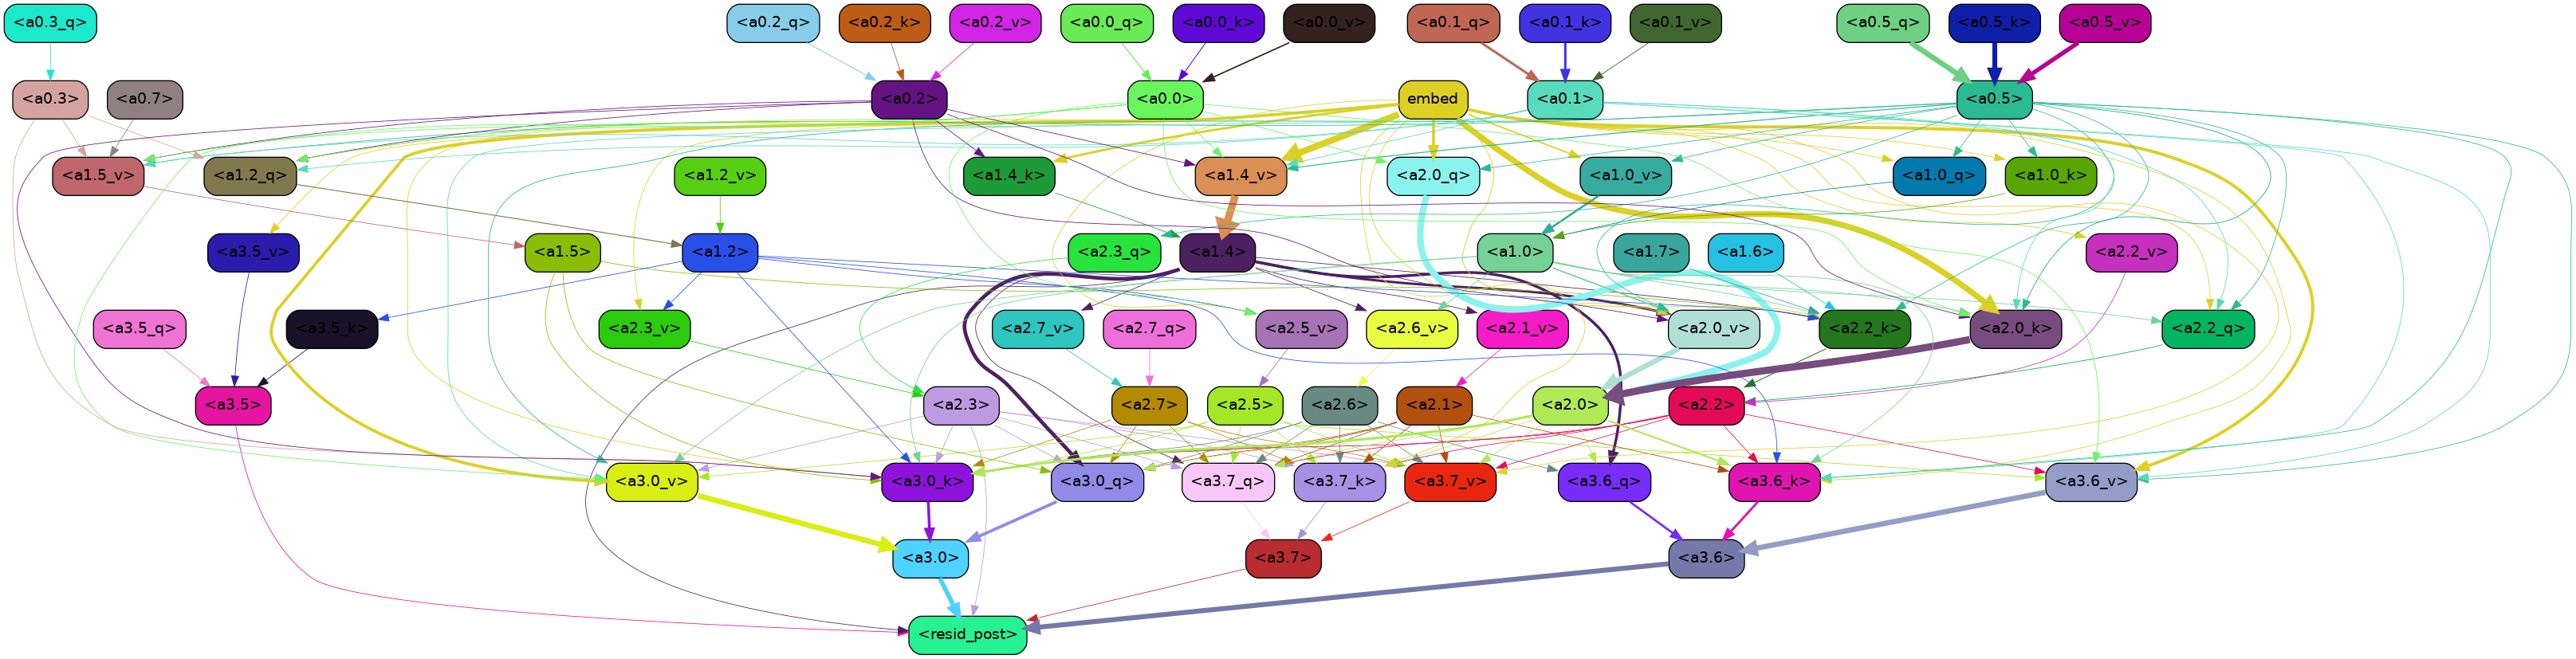 <a0.3_q> <a0.2_q> <a0.2_k> <a0.2_v> <a0.0_q> <a0.0_k> <a0.0_v> <a0.1_q> <a0.1_k> <a0.1_v> <a0.5_q> <a0.5_k> <a0.5_v>
<a0.3> <a0.7> <a0.2> <a0.0> embed <a0.1> <a0.5>
<a1.5_v> <a1.2_q> <a1.2_v> <a1.4_k> <a1.4_v> <a2.0_q> <a1.0_v> <a1.0_q> <a1.0_k>
<a3.5_v> <a1.5> <a1.2> <a2.3_q> <a1.4> <a1.0> <a1.7> <a1.6> <a2.2_v>
<a3.5_q> <a3.5_k> <a2.3_v> <a2.7_v> <a2.7_q> <a2.5_v> <a2.6_v> <a2.1_v> <a2.0_v> <a2.2_k> <a2.0_k> <a2.2_q>
<a3.5> <a2.3> <a2.7> <a2.5> <a2.6> <a2.1> <a2.0> <a2.2>
<a3.0_v> <a3.0_k> <a3.0_q> <a3.7_q> <a3.7_k> <a3.7_v> <a3.6_q> <a3.6_k> <a3.6_v>
<a3.0> <a3.7> <a3.6>
<resid_post>